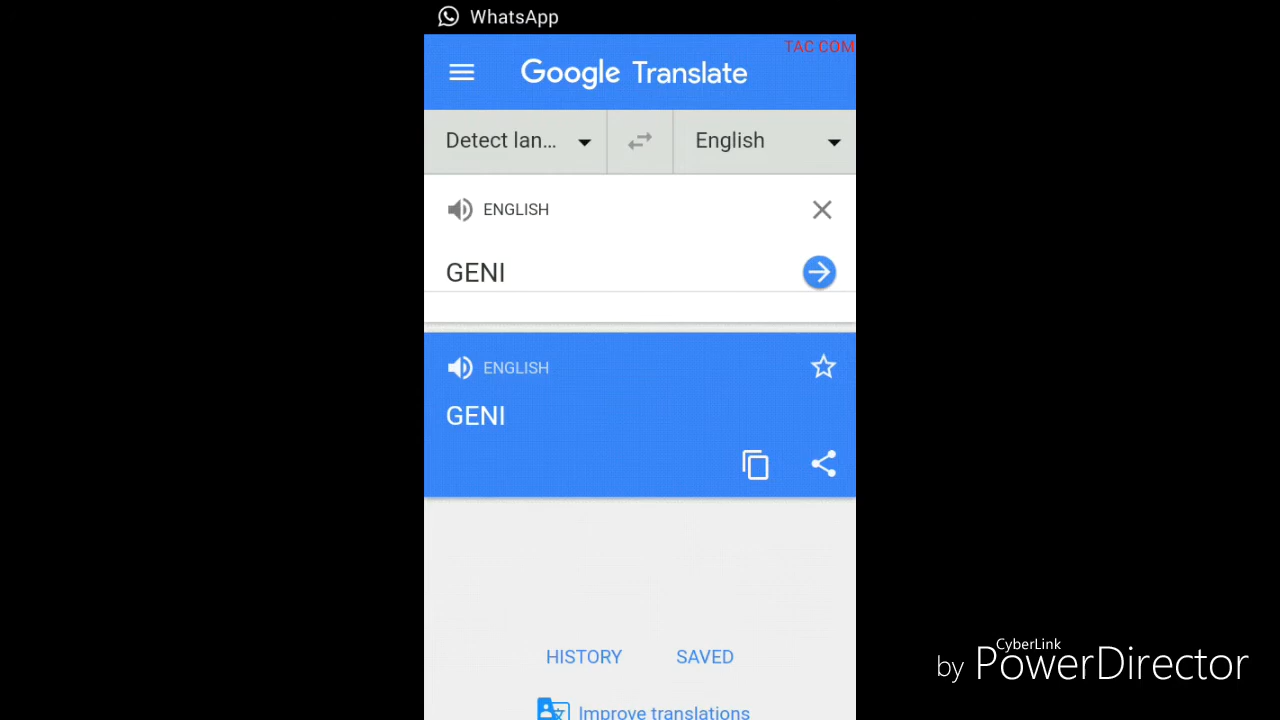 WhatsApp
TAC COM
Google Translate
Detect lan... English
ENGLISH
GENI
ENGLISH
GENI
HISTORY SAVED
Improve translations
CyberLink
by PowerDirector